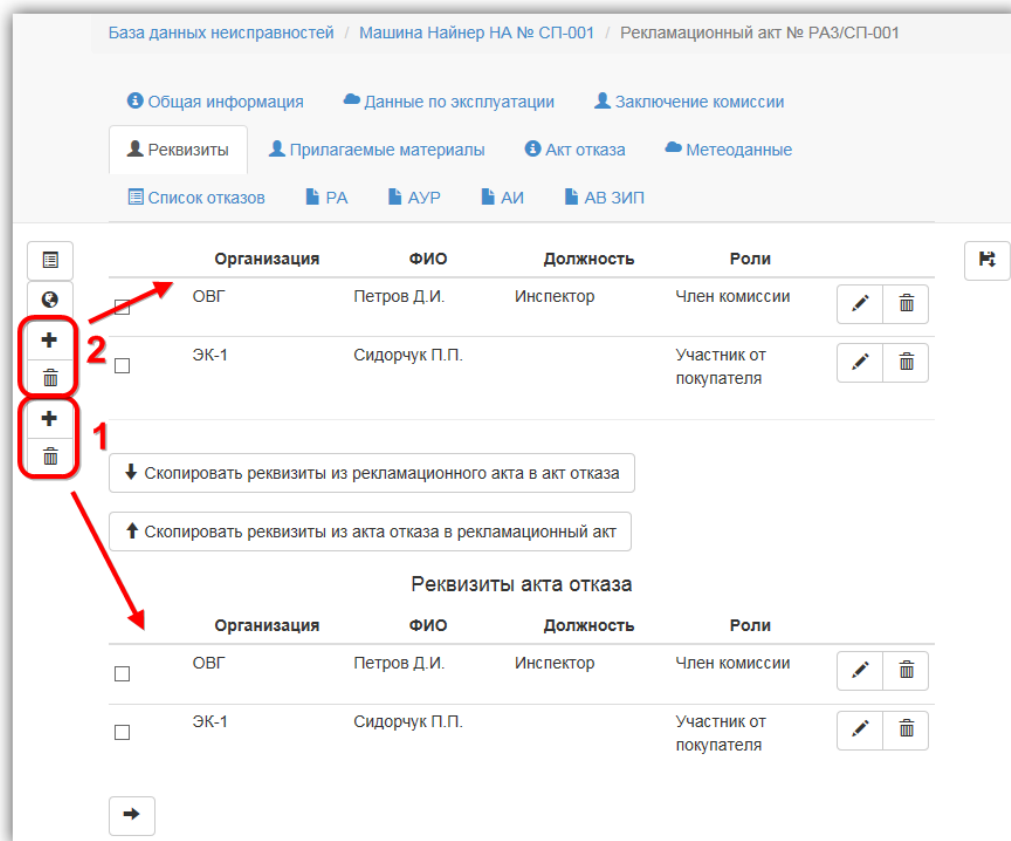 База данных неисправностей / Машина Найнер НА № СП-001 / Рекламационный акт № РА3/СП-001
Общая информация Данные по эксплуатации Заключение комиссии
Реквизиты Прилагаемые материалы Акт отказа Метеоданные
Список отказов РА АУР АИ АВ ЗИП
Организация ФИО Должность Роли
ОВГ Петров Д.И. Инспектор Член комиссии
2
ЭК-1 Сидорчук П.П. Участник от
покупателя
1
Скопировать реквизиты из рекламационного акта в акт отказа
Скопировать реквизиты из акта отказа в рекламационный акт
Реквизиты акта отказа
Организация ФИО Должность Роли
ОВГ Петров Д.И. Инспектор Член комиссии
ЭК-1 Сидорчук П.П. Участник от
покупателя